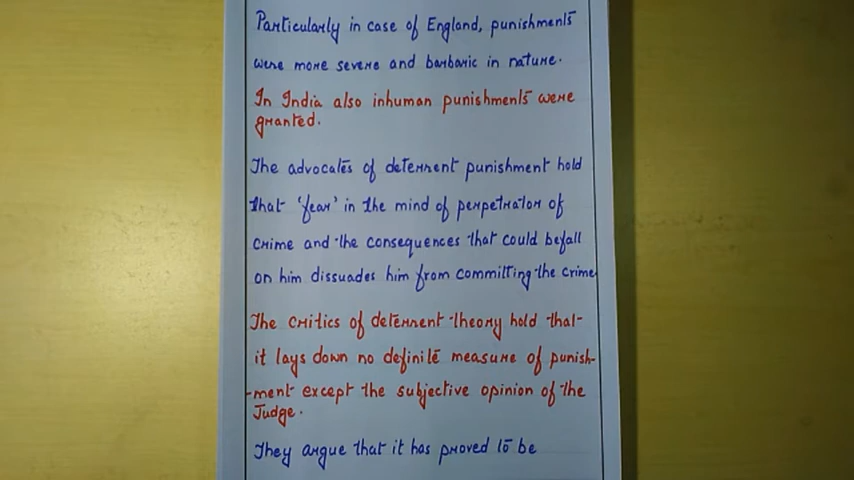 Particularly in case of England, punishments
were more severe and barbaric in nature.
In India also inhuman punishments were
granted.
The advocates of deterrent punishment hold
that 'fear' in the mind of perpetrator of
crime and the consequences that could befall
on him dissuades him from committing the crime
The critics of deterrent theory hold that
it lays down no definite measure of punish-
-ment except the subjective opinion of the
Judge.
They argue that it has proved to be